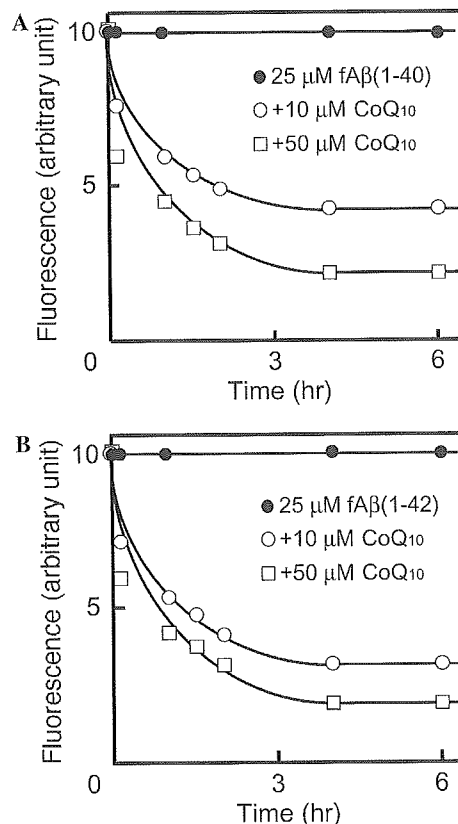 A
Fluorescence (arbitrary unit)
10
5
0
● 25 μM fAβ(1-40)
○ +10 μM CoQ₁₀
□ +50 μM CoQ₁₀
3
6
Time (hr)
B
Fluorescence (arbitrary unit)
10
5
0
● 25 μM fAβ(1-42)
○ +10 μM CoQ₁₀
□ +50 μM CoQ₁₀
3
6
Time (hr)